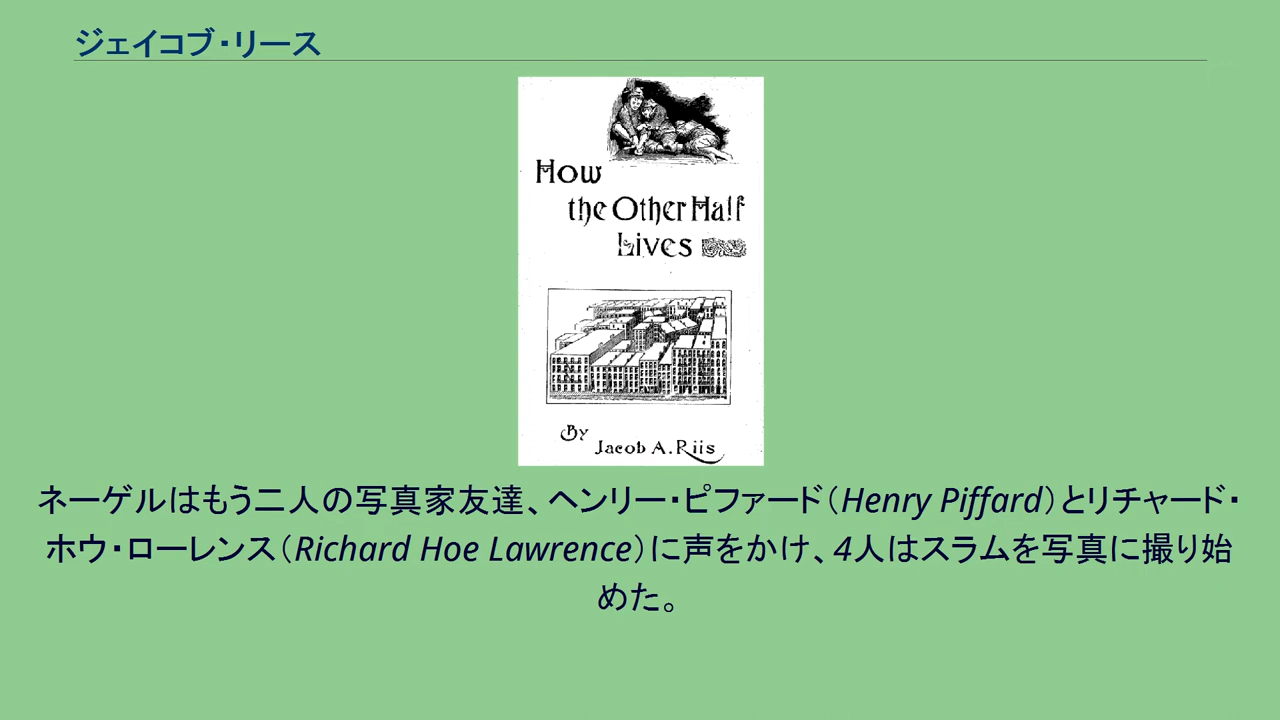 ジェイコブ・リース
How
the Other Half
Lives
By
Jacob A. Riis
ネーゲルはもう二人の写真家友達、ヘンリー・ピファード（Henry Piffard）とリチャード・
ホウ・ローレンス（Richard Hoe Lawrence）に声をかけ、4人はスラムを写真に撮り始
めた。